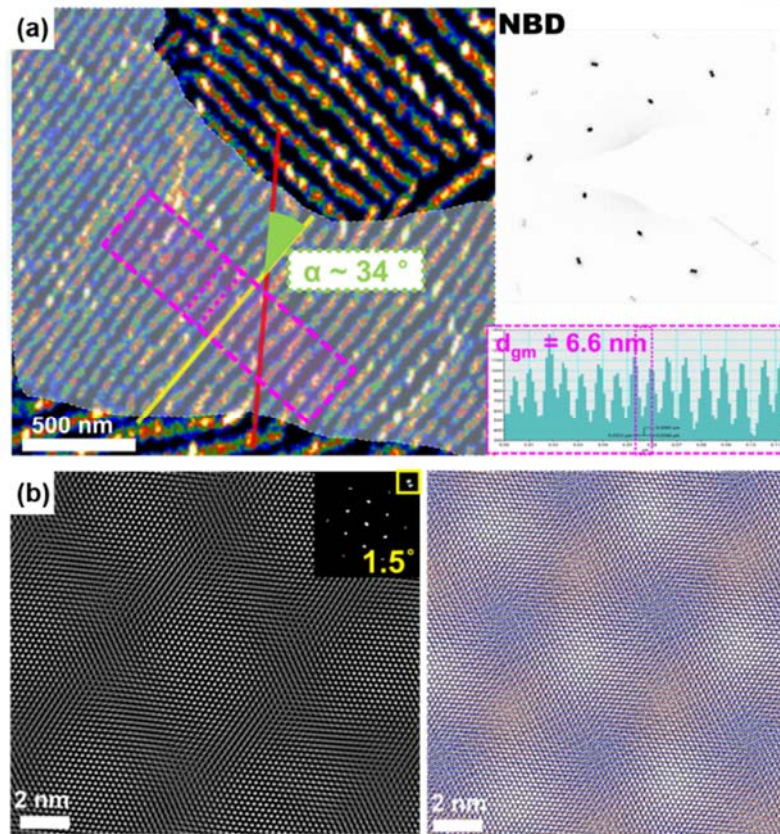 (a)
NBD
α ~ 34 °
d_gm = 6.6 nm
500 nm
(b)
1.5°
2 nm
2 nm